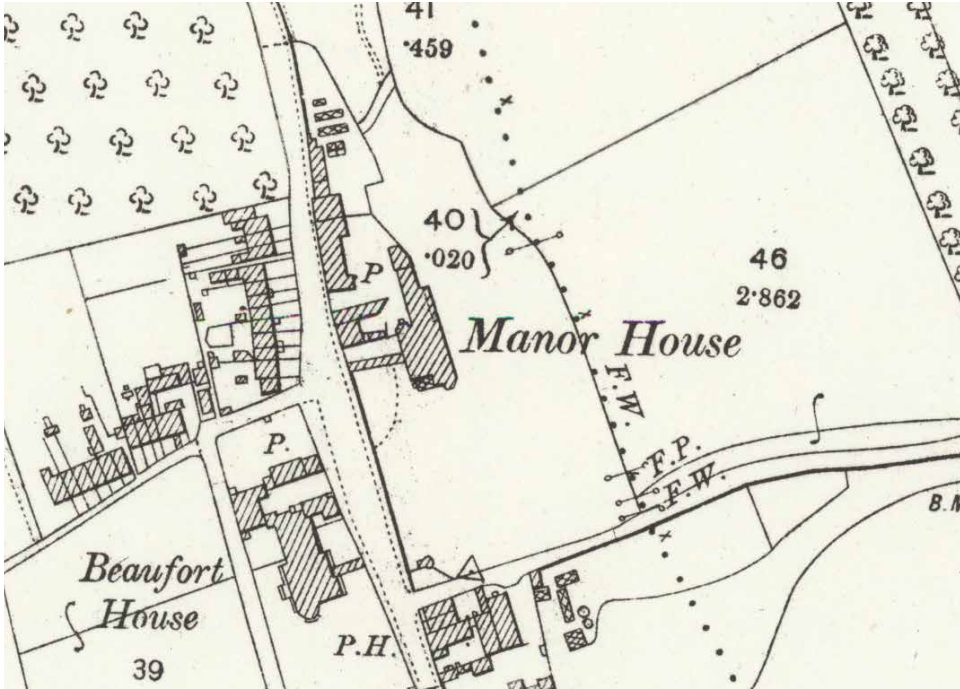 41
·459
40
·020
46
2·862
P
Manor House
F.W.
F.P.
F.W.
P.
B.M
Beaufort
House
P.H.
39